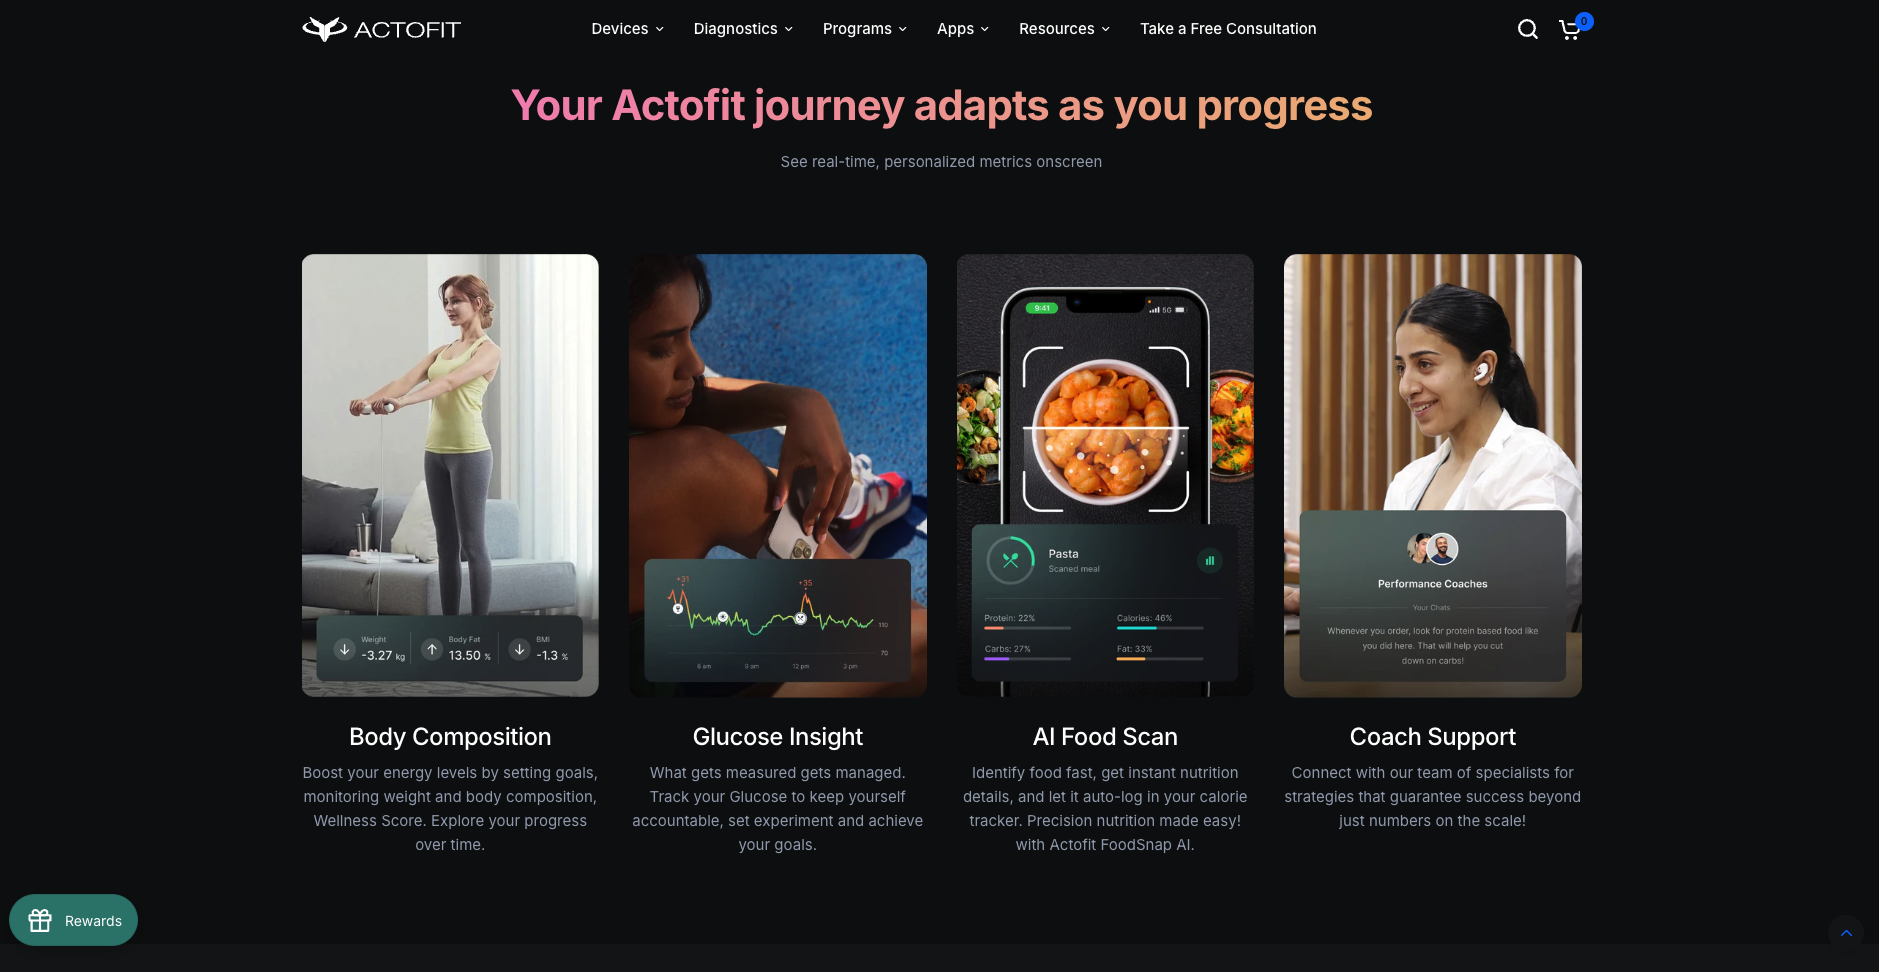 ACTOFIT
Devices
Diagnostics
Programs
Apps
Resources
Take a Free Consultation
0
Your Actofit journey adapts as you progress
See real-time, personalized metrics onscreen
Weight
-3.27 kg
Body Fat
13.50 %
BMI
-1.3 %
Body Composition
Boost your energy levels by setting goals,
monitoring weight and body composition,
Wellness Score. Explore your progress
over time.
+31
+35
110
70
6 am
9 am
12 pm
3 pm
Glucose Insight
What gets measured gets managed.
Track your Glucose to keep yourself
accountable, set experiment and achieve
your goals.
9:41
5G
Pasta
Scaned meal
Protein: 22%
Calories: 46%
Carbs: 27%
Fat: 33%
AI Food Scan
Identify food fast, get instant nutrition
details, and let it auto-log in your calorie
tracker. Precision nutrition made easy!
with Actofit FoodSnap AI.
Performance Coaches
Your Chats
Whenever you order, look for protein based food like
you did here. That will help you cut
down on carbs!
Coach Support
Connect with our team of specialists for
strategies that guarantee success beyond
just numbers on the scale!
Rewards